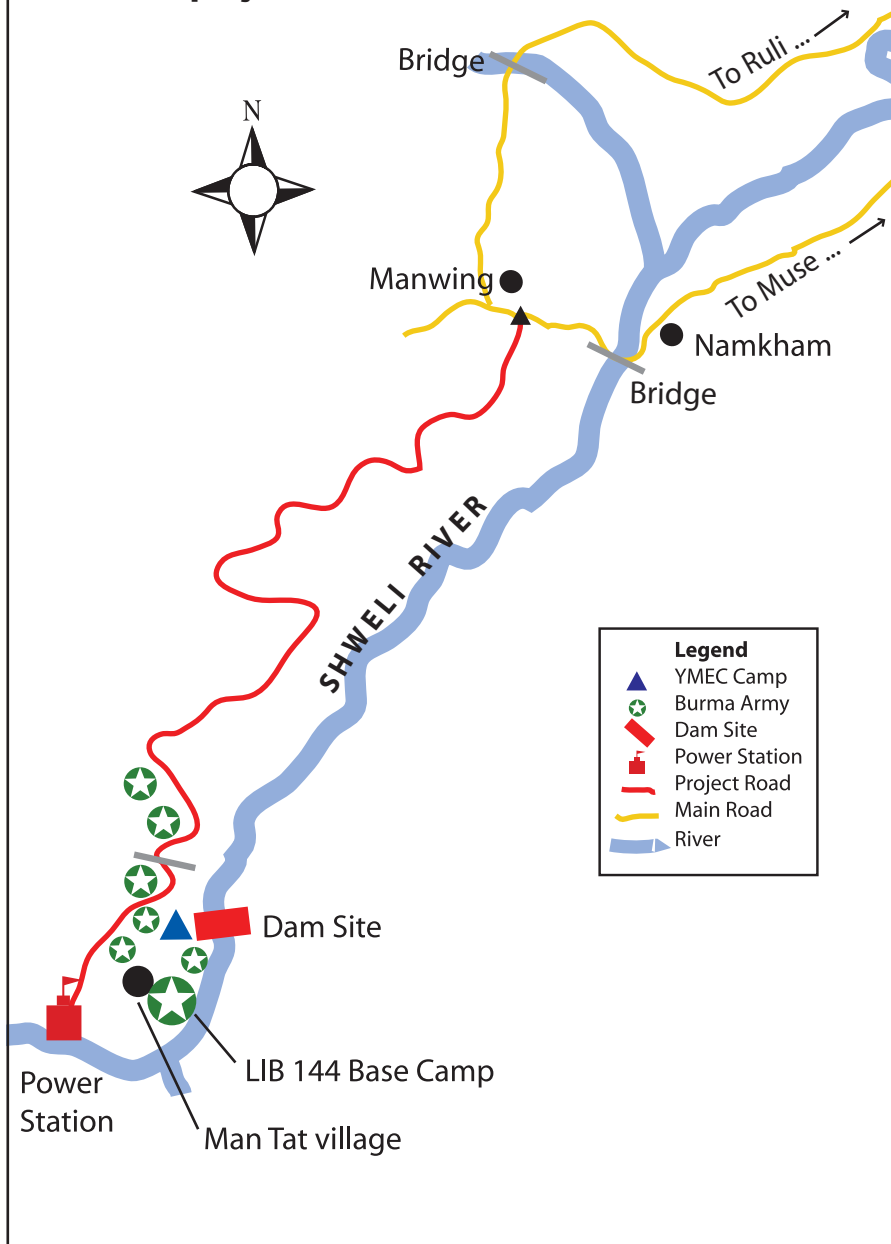 Bridge
To Ruli ...
N
Manwing
To Muse ...
Namkham
Bridge
SHWELI RIVER
Legend
YMEC Camp
Burma Army
Dam Site
Power Station
Project Road
Main Road
River
Dam Site
LIB 144 Base Camp
Power
Station
Man Tat village